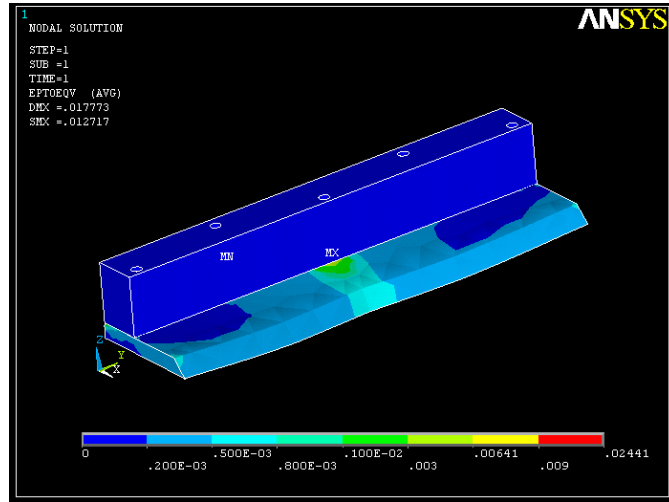 1
ANSYS
NODAL SOLUTION
STEP=1
SUB =1
TIME=1
EPTOEQV (AVG)
DMX =.017773
SMX =.012717
MN
MX
Z
Y
X
0 .500E-03 .100E-02 .00641 .02441
.200E-03 .800E-03 .003 .009